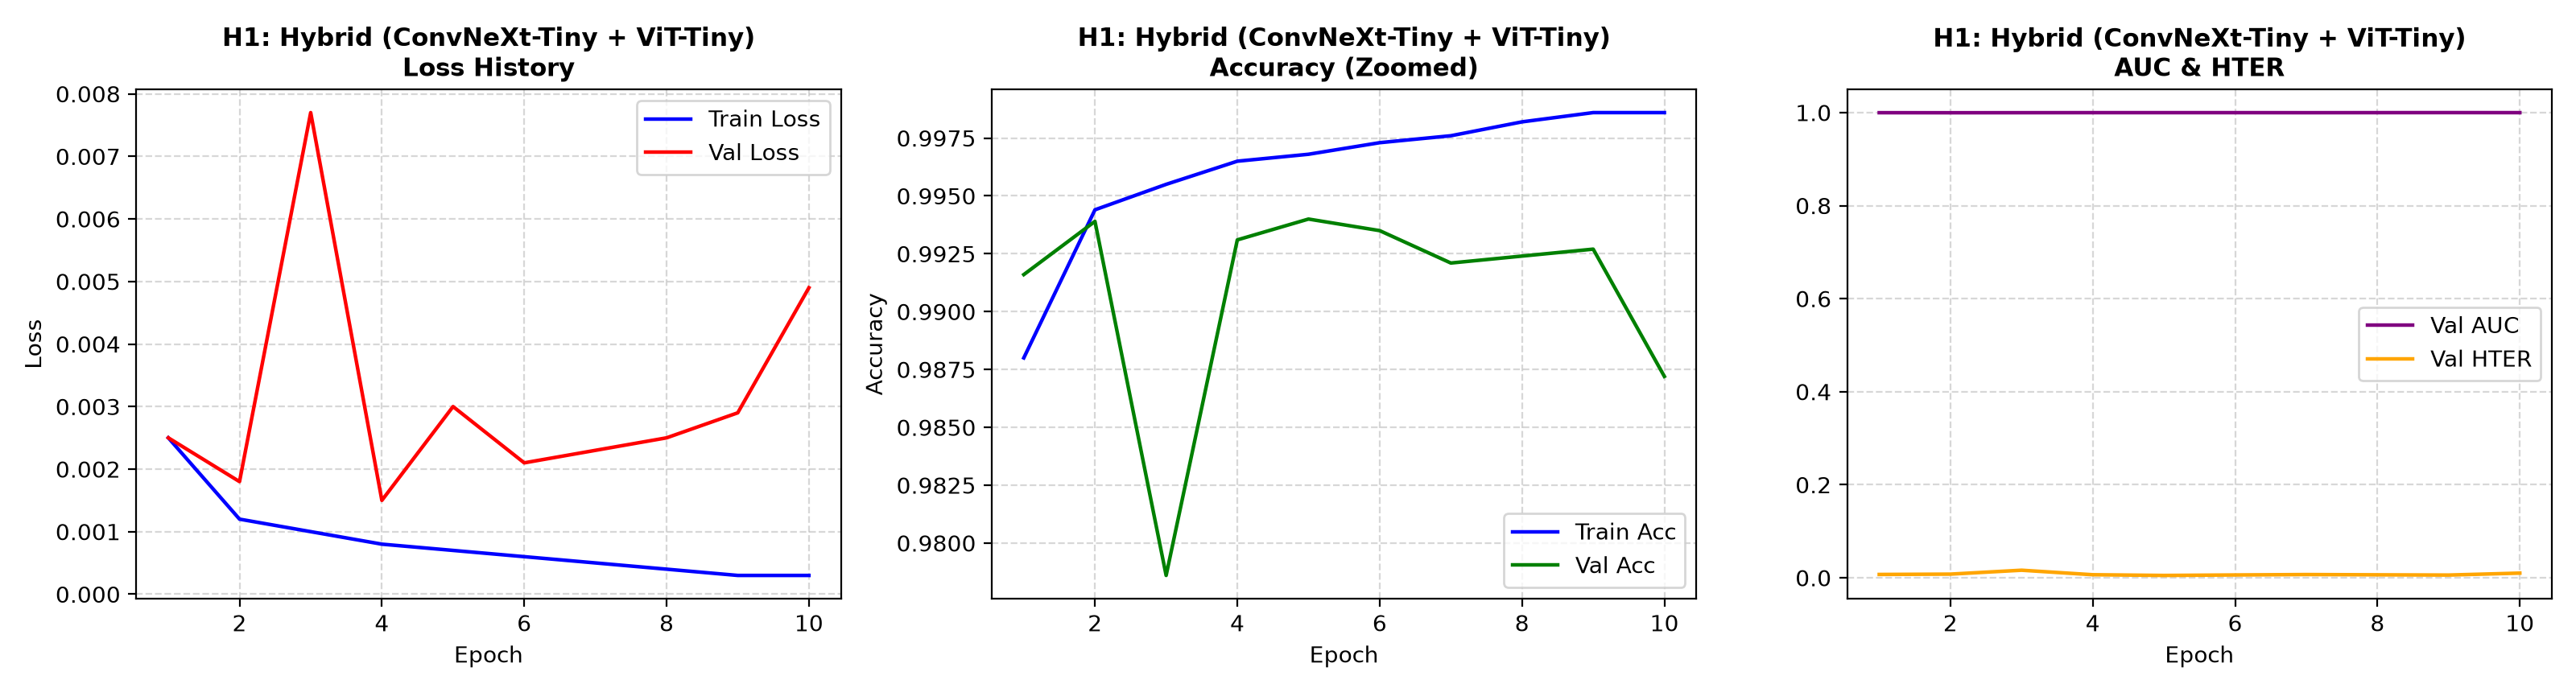 H1: Hybrid (ConvNeXt-Tiny + ViT-Tiny)
Loss History
0.008
0.007
0.006
0.005
0.004
0.003
0.002
0.001
0.000
Loss
Train Loss
Val Loss
2
4
6
8
10
Epoch
H1: Hybrid (ConvNeXt-Tiny + ViT-Tiny)
Accuracy (Zoomed)
0.9975
0.9950
0.9925
0.9900
0.9875
0.9850
0.9825
0.9800
Accuracy
Train Acc
Val Acc
2
4
6
8
10
Epoch
H1: Hybrid (ConvNeXt-Tiny + ViT-Tiny)
AUC & HTER
1.0
0.8
0.6
0.4
0.2
0.0
Val AUC
Val HTER
2
4
6
8
10
Epoch